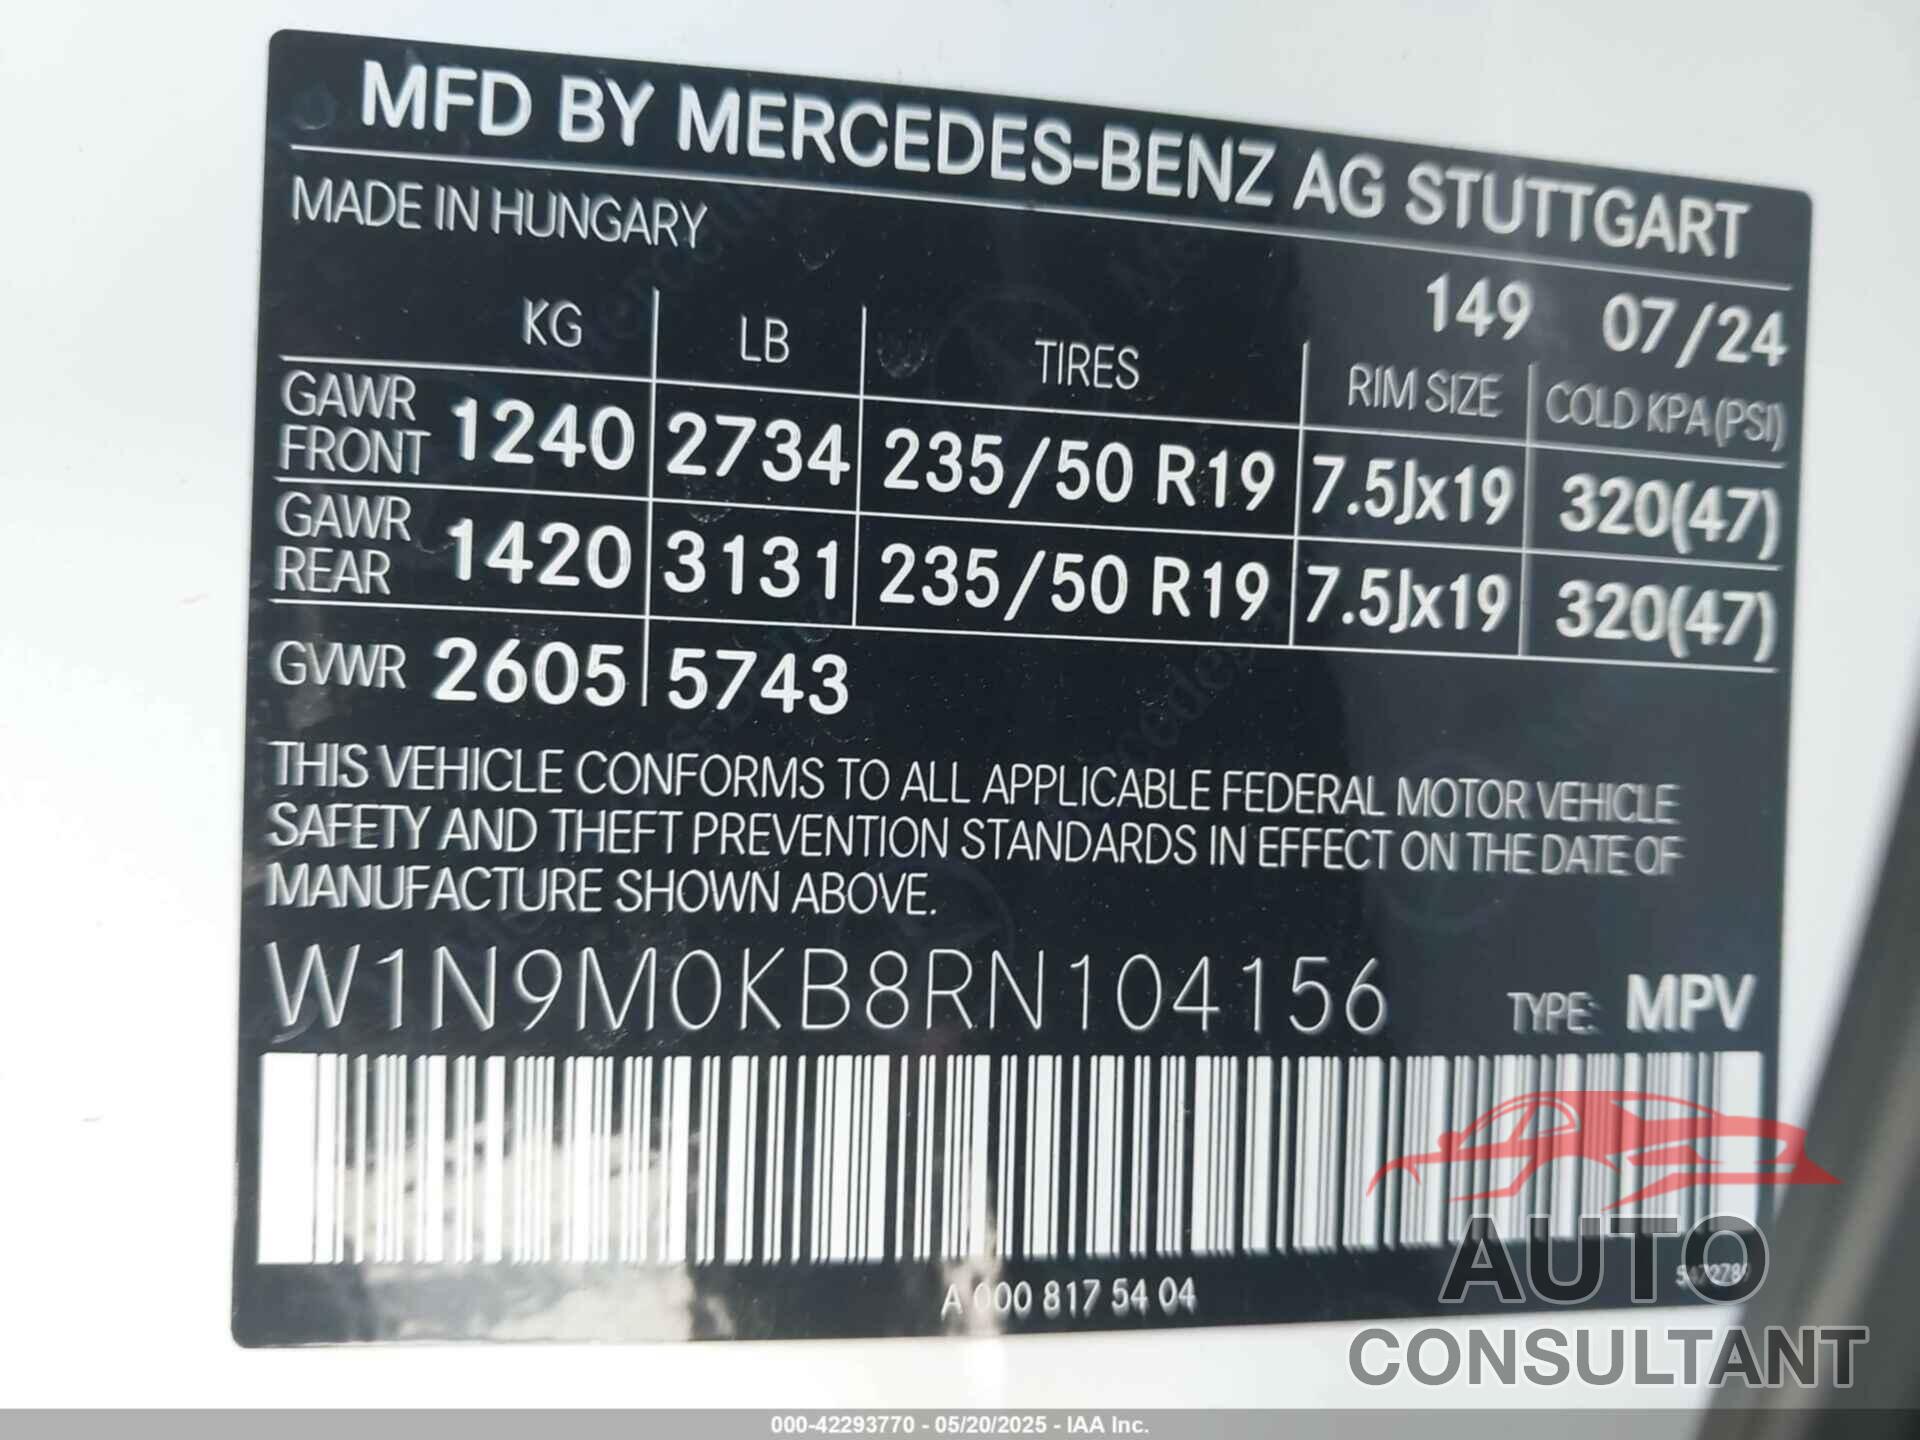 MFD BY MERCEDES-BENZ AG STUTTGART
MADE IN HUNGARY
149 07/24
KG LB TIRES RIM SIZE COLD KPA (PSI)
GAWR FRONT 1240 2734 235/50 R19 7.5Jx19 320(47)
GAWR REAR 1420 3131 235/50 R19 7.5Jx19 320(47)
GVWR 2605 5743
THIS VEHICLE CONFORMS TO ALL APPLICABLE FEDERAL MOTOR VEHICLE
SAFETY AND THEFT PREVENTION STANDARDS IN EFFECT ON THE DATE OF
MANUFACTURE SHOWN ABOVE.
W1N9M0KB8RN104156 TYPE: MPV
A 000 817 54 04
AUTO
CONSULTANT
000-42293770 - 05/20/2025 - IAA Inc.